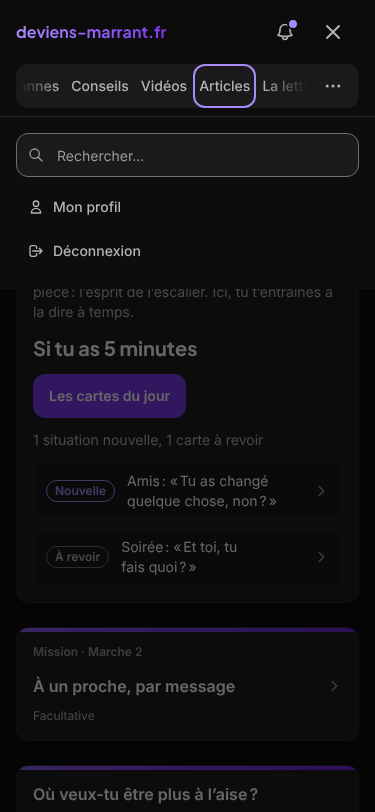 deviens-marrant.fr
Conseils Vidéos Articles La
Rechercher...
Mon profil
Déconnexion
pièce : l'esprit de l'escalier. Ici, tu t'entraînes à
la dire à temps.
Si tu as 5 minutes
Les cartes du jour
1 situation nouvelle, 1 carte à revoir
Nouvelle
Amis : « Tu as changé
quelque chose, non ? »
À revoir
Soirée : « Et toi, tu
fais quoi ? »
Mission · Marche 2
À un proche, par message
Facultative
Où veux-tu être plus à l'aise ?